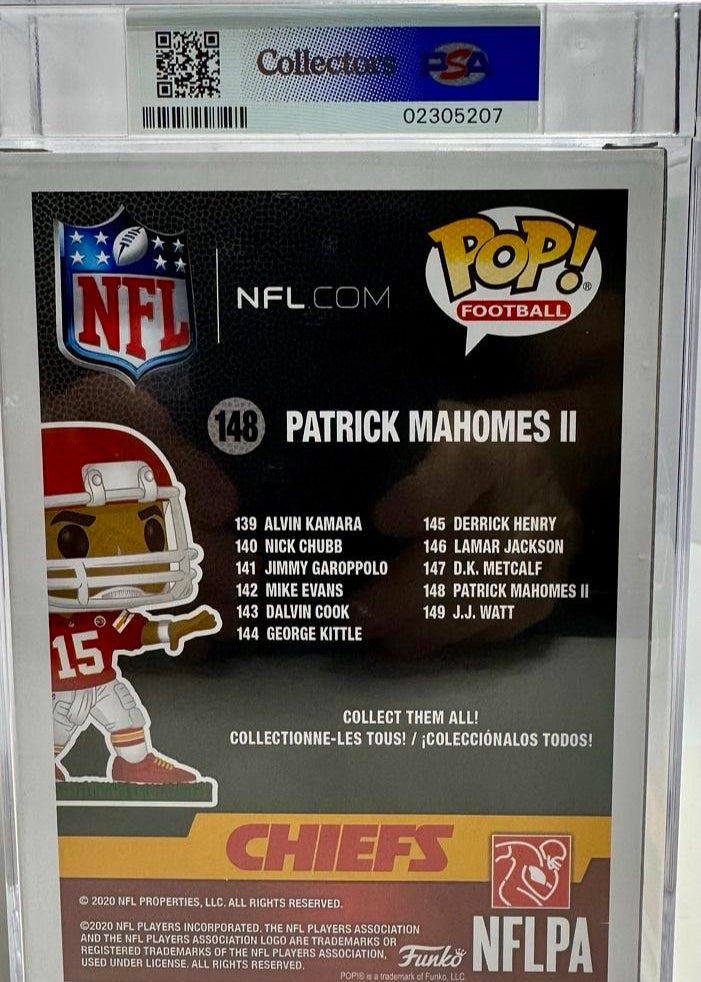 Collectors PSA
02305207
NFL
NFL.COM
POP!®
FOOTBALL
148 PATRICK MAHOMES II
139 ALVIN KAMARA
140 NICK CHUBB
141 JIMMY GAROPPOLO
142 MIKE EVANS
143 DALVIN COOK
144 GEORGE KITTLE
145 DERRICK HENRY
146 LAMAR JACKSON
147 D.K. METCALF
148 PATRICK MAHOMES II
149 J.J. WATT
15
COLLECT THEM ALL!
COLLECTIONNE-LES TOUS! / ¡COLECCIÓNALOS TODOS!
CHIEFS
© 2020 NFL PROPERTIES, LLC. ALL RIGHTS RESERVED.
©2020 NFL PLAYERS INCORPORATED. THE NFL PLAYERS ASSOCIATION
AND THE NFL PLAYERS ASSOCIATION LOGO ARE TRADEMARKS OR
REGISTERED TRADEMARKS OF THE NFL PLAYERS ASSOCIATION,
USED UNDER LICENSE. ALL RIGHTS RESERVED.
Funko
NFLPA
POP!® is a trademark of Funko, LLC.